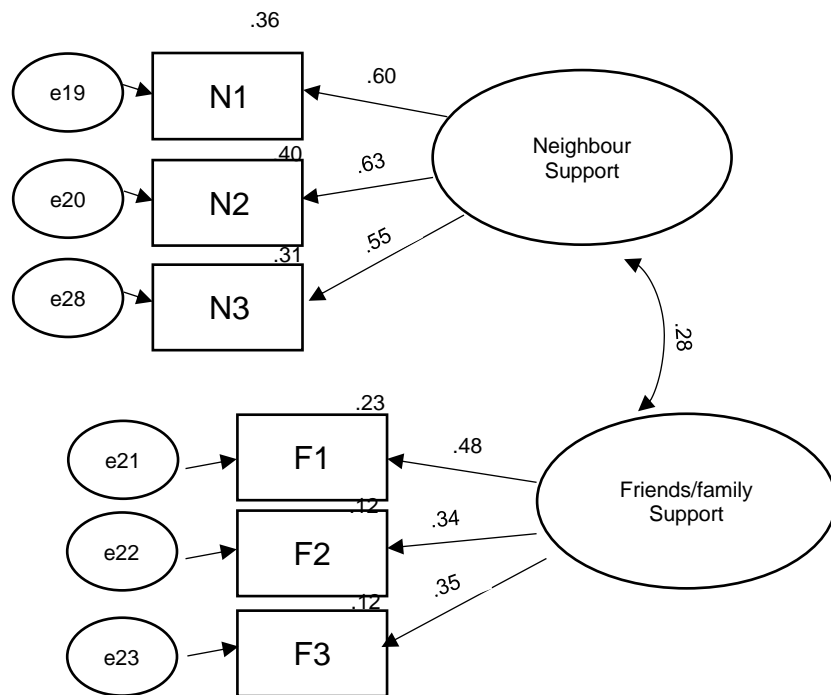 .36
e19
N1
.60
Neighbour
Support
.40
e20
N2
.63
.31
e28
N3
.55
.28
.23
e21
F1
.48
Friends/family
Support
.12
e22
F2
.34
.12
e23
F3
.35